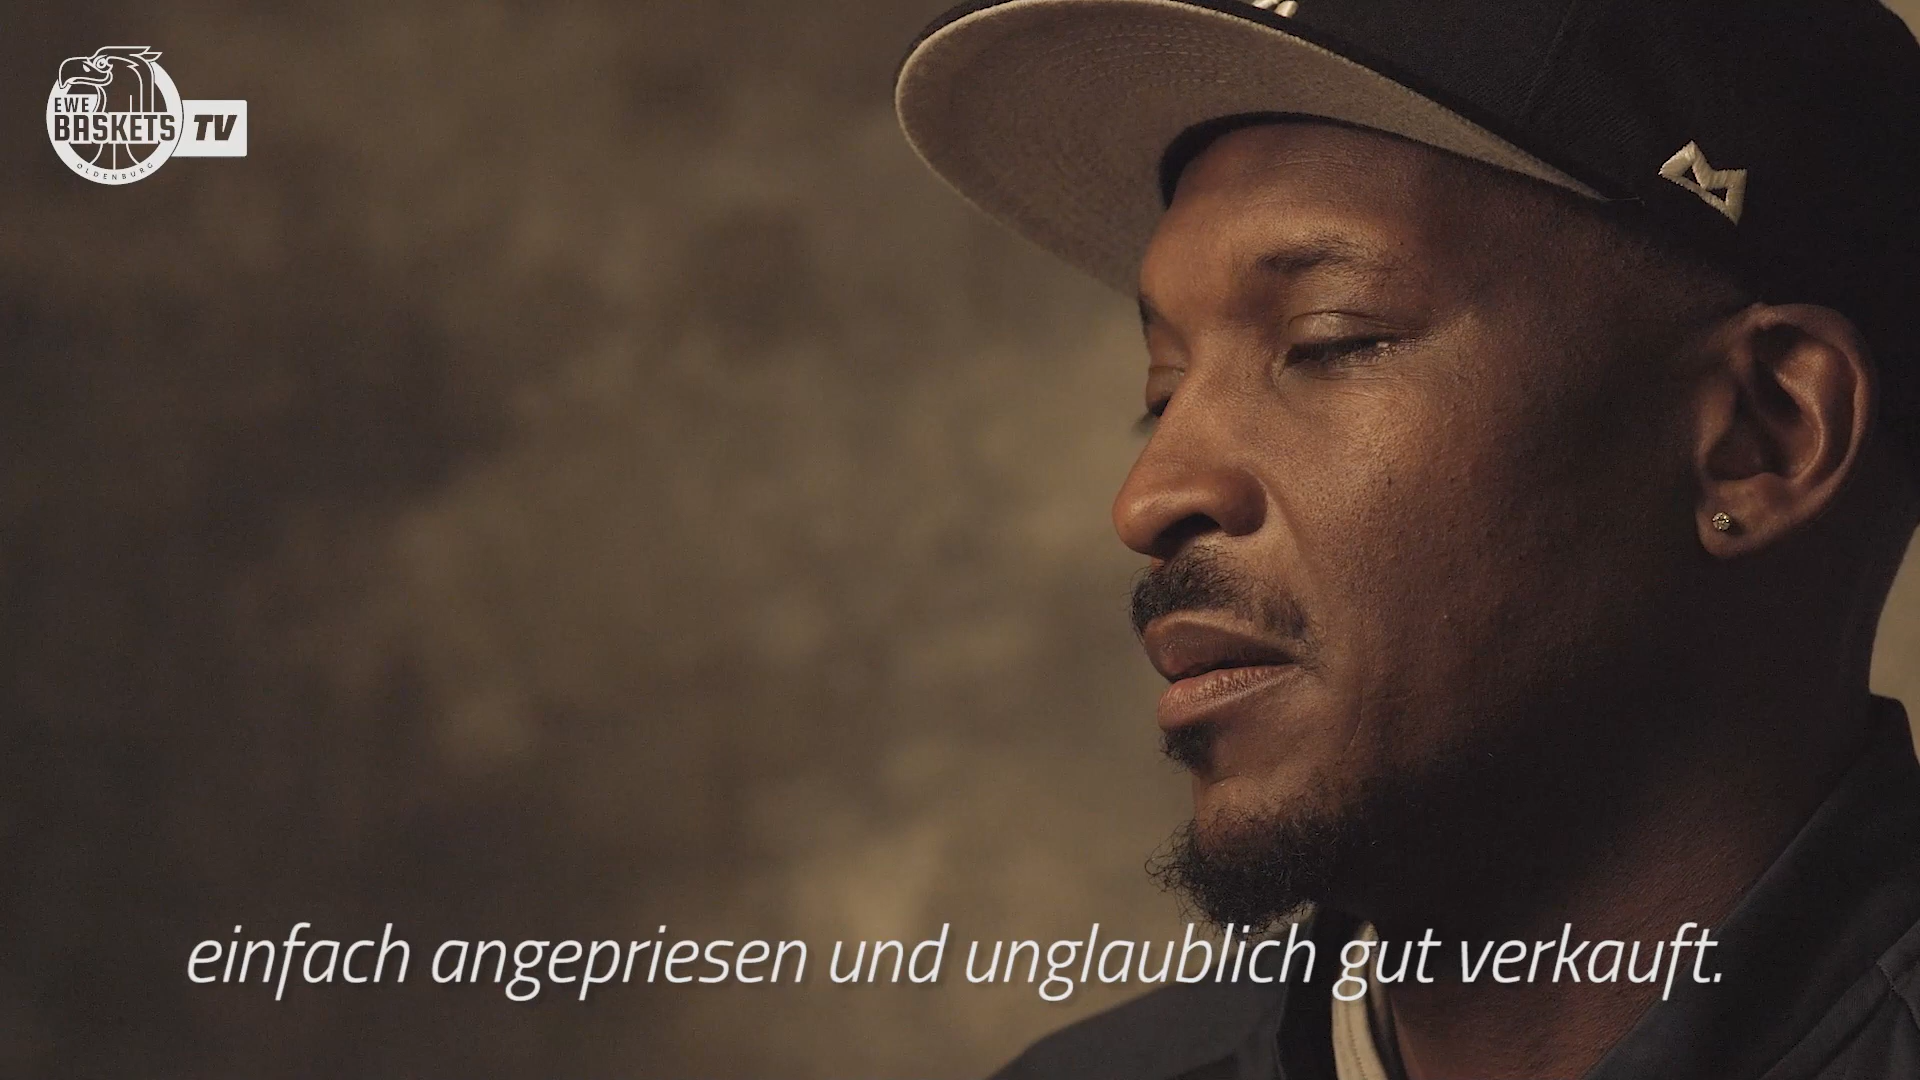 EWE
BASKETS TV
OLDENBURG
einfach angepriesen und unglaublich gut verkauft.